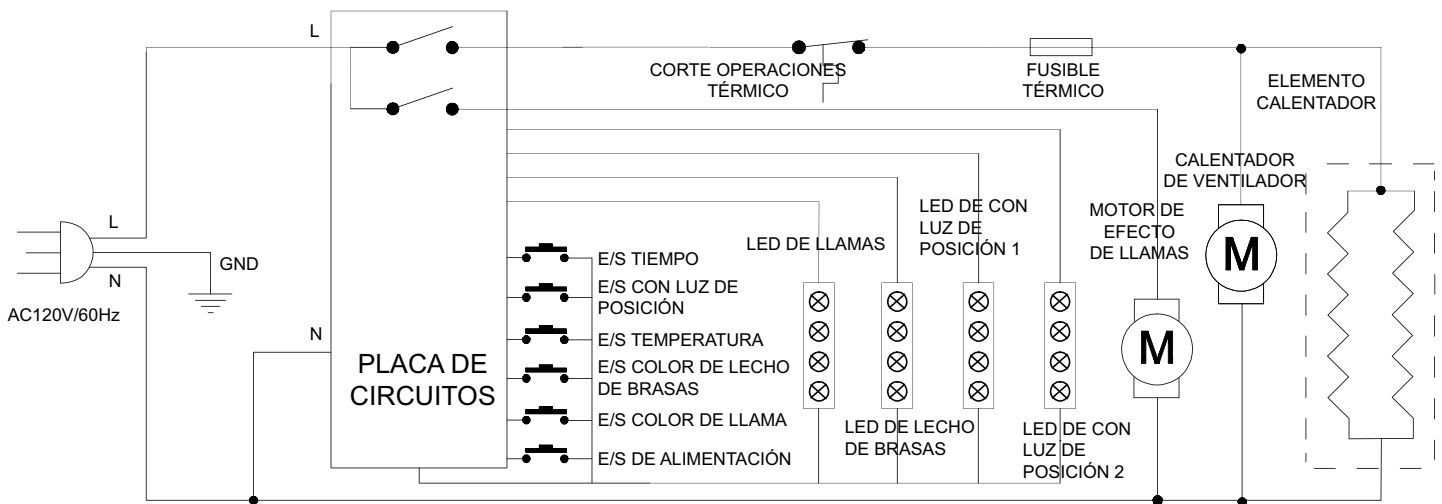 L
CORTE OPERACIONES
TÉRMICO
FUSIBLE
TÉRMICO
ELEMENTO
CALENTADOR
CALENTADOR
DE VENTILADOR
MOTOR DE
EFECTO
DE LLAMAS
LED DE CON
LUZ DE
POSICIÓN 1
LED DE LLAMAS
L
GND
N
AC120V/60Hz
N
PLACA DE
CIRCUITOS
E/S TIEMPO
E/S CON LUZ DE
POSICIÓN
E/S TEMPERATURA
E/S COLOR DE LECHO
DE BRASAS
E/S COLOR DE LLAMA
E/S DE ALIMENTACIÓN
M
M
LED DE LECHO
DE BRASAS
LED DE CON
LUZ DE
POSICIÓN 2